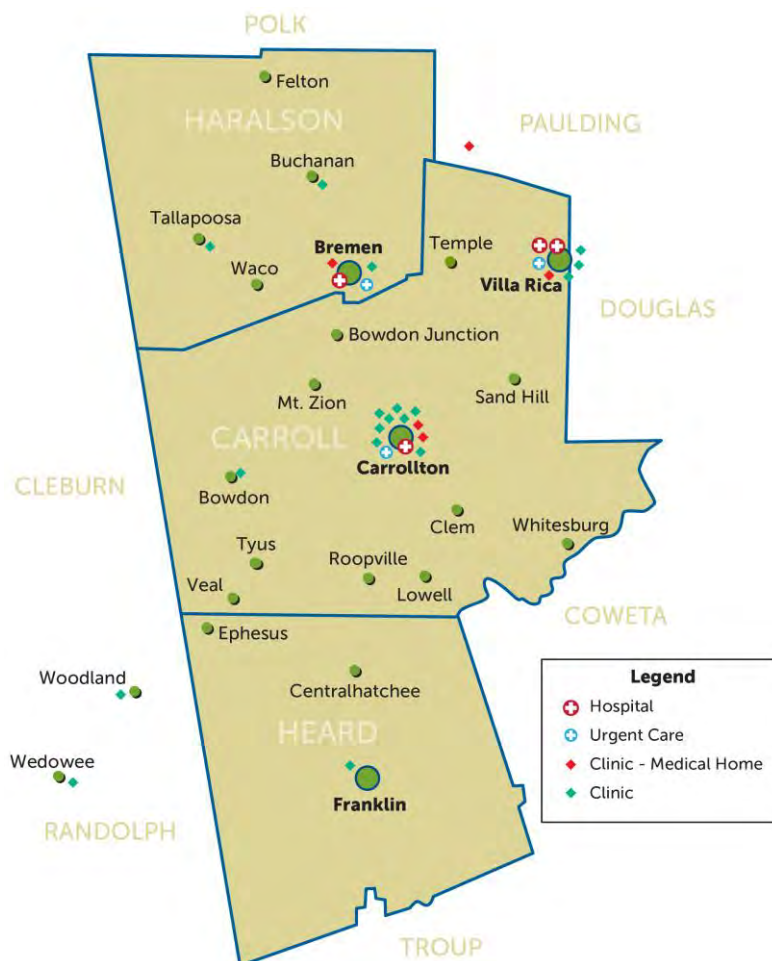 POLK
Felton
HARALSON
PAULDING
Buchanan
Tallapoosa
Bremen
Temple
Waco
Villa Rica
DOUGLAS
Bowdon Junction
Mt. Zion
Sand Hill
CARROLL
Carrollton
CLEBURN
Bowdon
Clem
Whitesburg
Tyus
Roopville
Veal
Lowell
COWETA
Ephesus
Woodland
Centralhatchee
HEARD
Wedowee
Franklin
RANDOLPH
TROUP
Legend
Hospital
Urgent Care
Clinic - Medical Home
Clinic